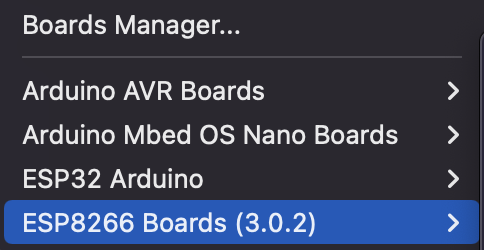 Boards Manager...
Arduino AVR Boards
Arduino Mbed OS Nano Boards
ESP32 Arduino
ESP8266 Boards (3.0.2)